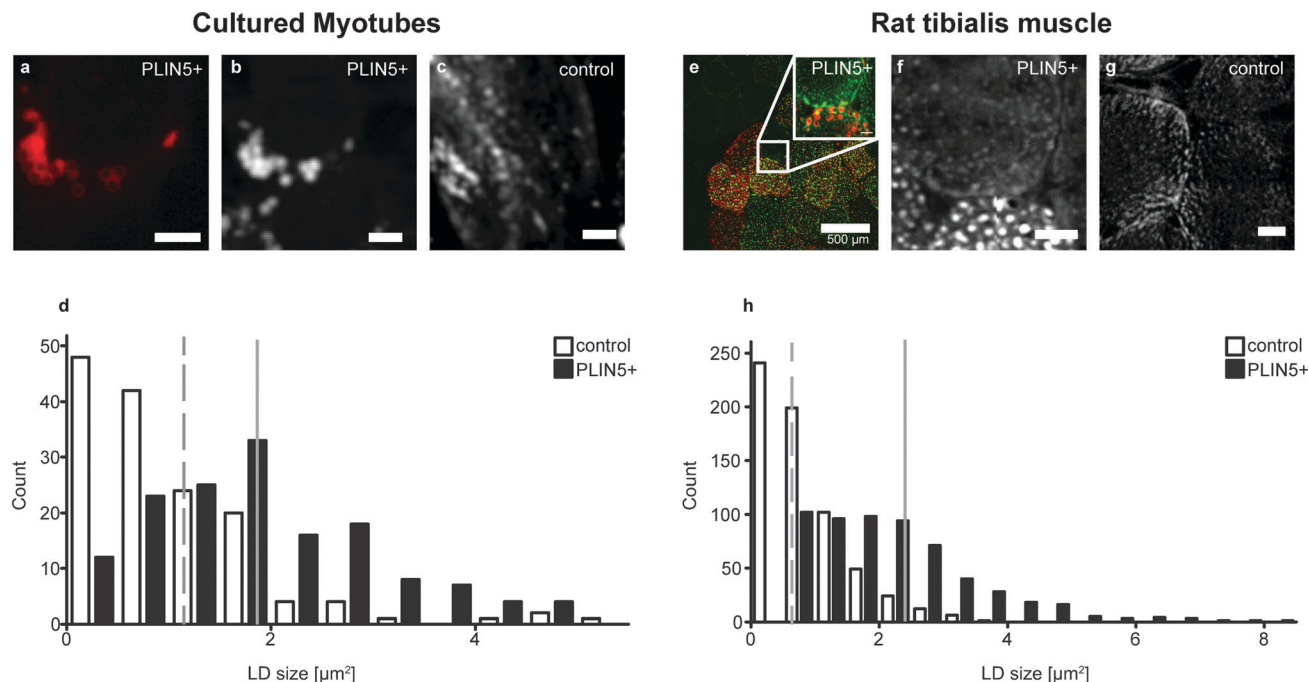 Cultured Myotubes
Rat tibialis muscle
a PLIN5+
b PLIN5+
c control
e PLIN5+
500 µm
f PLIN5+
g control
d
control
PLIN5+
Count
50
40
30
20
10
0
0 2 4
LD size [µm²]
h
control
PLIN5+
Count
250
200
150
100
50
0
0 2 4 6 8
LD size [µm²]